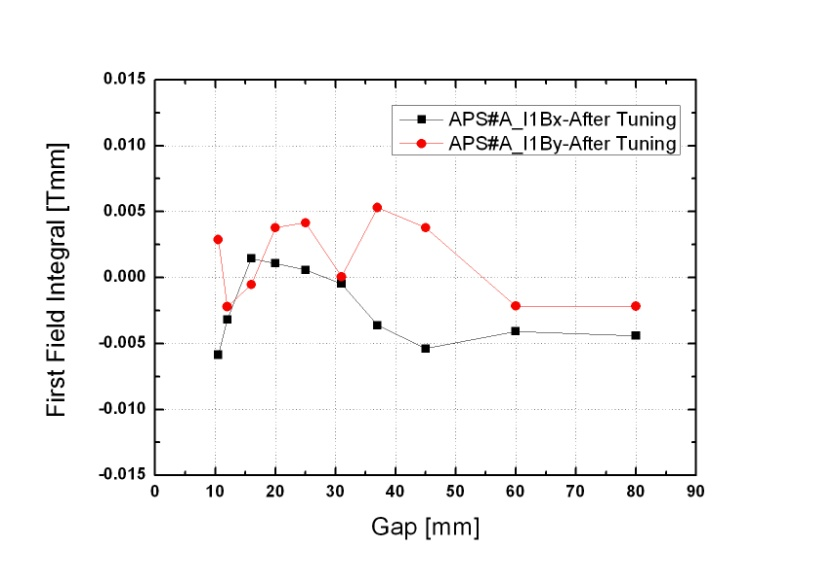 0.015
APS#A_I1Bx-After Tuning
0.010
APS#A_I1By-After Tuning
0.005
First Field Integral [Tmm]
0.000
-0.005
-0.010
-0.015
0 10 20 30 40 50 60 70 80 90
Gap [mm]